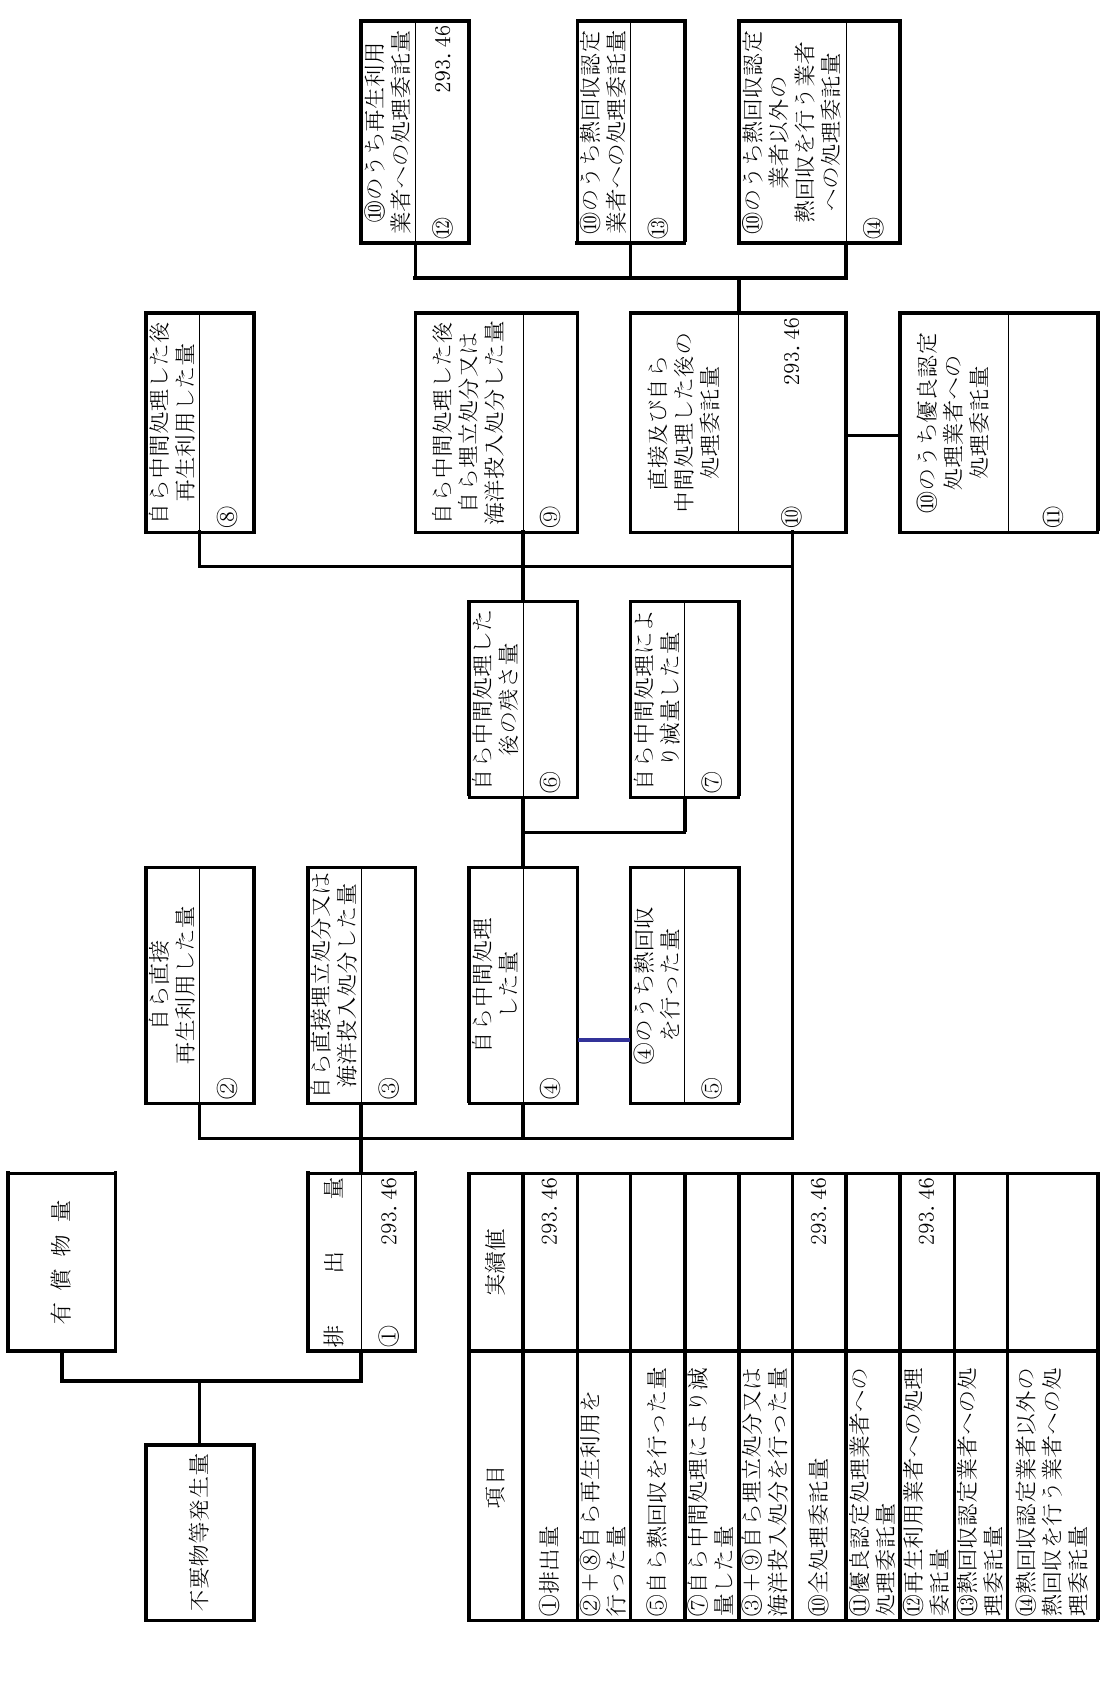 不要物等発生量
有償物量
排出量
① 293.46
自ら直接
再生利用した量
②
自ら直接埋立処分又は
海洋投入処分した量
③
自ら中間処理
した量
④
④のうち熱回収
を行った量
⑤
自ら中間処理した
後の残さ量
⑥
自ら中間処理によ
り減量した量
⑦
自ら中間処理した後
再生利用した量
⑧
自ら中間処理した後
自ら埋立処分又は
海洋投入処分した量
⑨
直接及び自ら
中間処理した後の
処理委託量
⑩ 293.46
⑩のうち優良認定
処理業者への
処理委託量
⑪
⑩のうち再生利用
業者への処理委託量
⑫ 293.46
⑩のうち熱回収認定
業者への処理委託量
⑬
⑩のうち熱回収認定
業者以外の
熱回収を行う業者
への処理委託量
⑭
項目 実績値
①排出量 293.46
②+⑧自ら再生利用を
行った量
⑤自ら熱回収を行った量
⑦自ら中間処理により減
量した量
③+⑨自ら埋立処分又は
海洋投入処分を行った量
⑩全処理委託量 293.46
⑪優良認定処理業者への
処理委託量
⑫再生利用業者への処理
委託量 293.46
⑬熱回収認定業者への処
理委託量
⑭熱回収認定業者以外の
熱回収を行う業者への処
理委託量